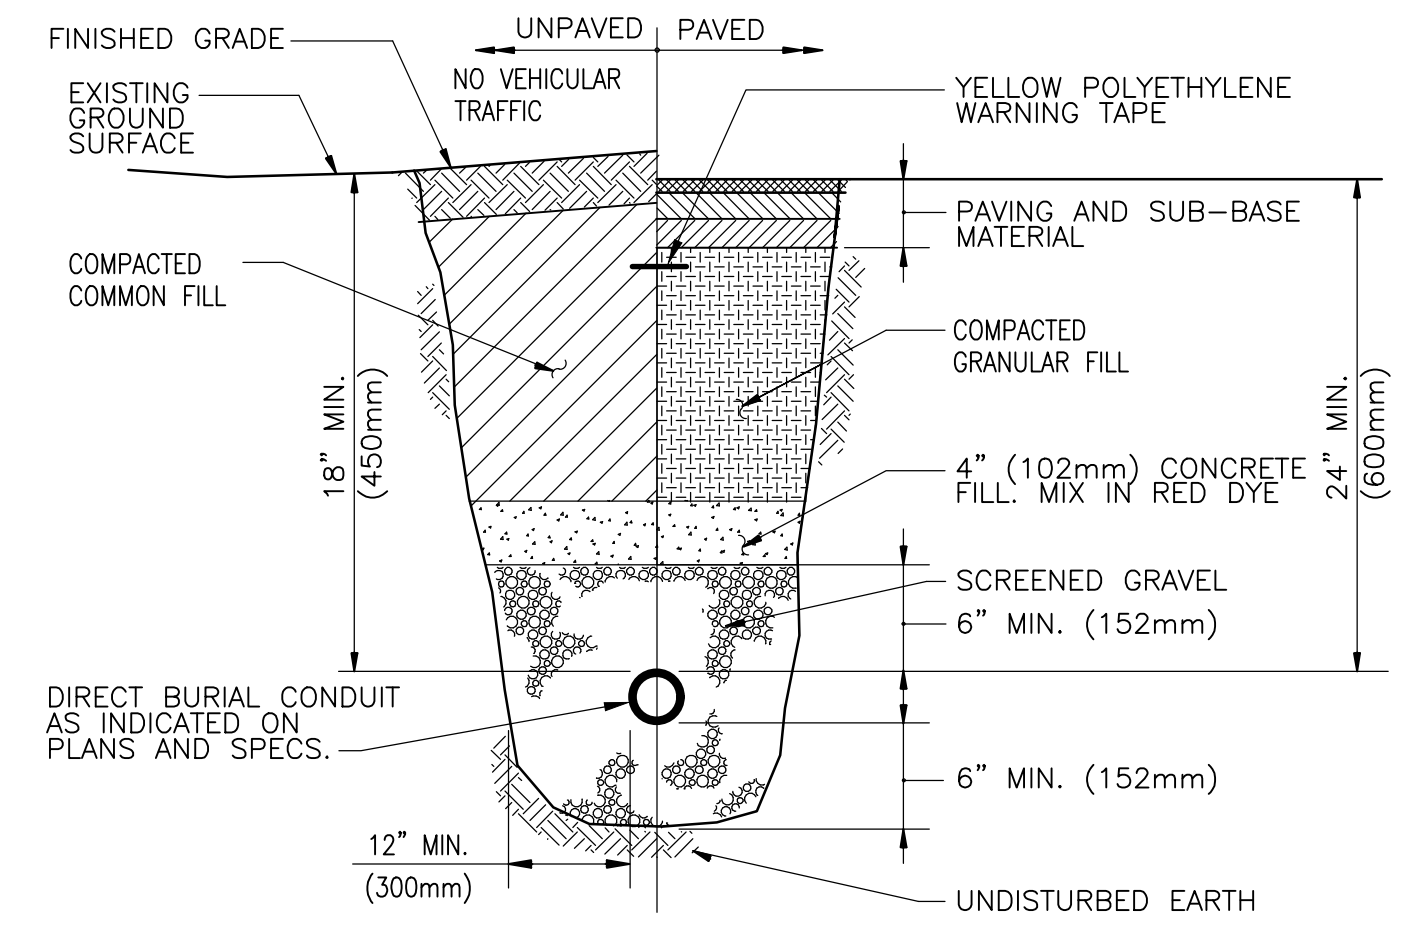 UNPAVED
PAVED
FINISHED GRADE
NO VEHICULAR
TRAFFIC
EXISTING
GROUND
SURFACE
YELLOW POLYETHYLENE
WARNING TAPE
PAVING AND SUB-BASE
MATERIAL
COMPACTED
COMMON FILL
COMPACTED
GRANULAR FILL
18" MIN.
(450mm)
24" MIN.
(600mm)
4" (102mm) CONCRETE
FILL. MIX IN RED DYE
SCREENED GRAVEL
6" MIN. (152mm)
DIRECT BURIAL CONDUIT
AS INDICATED ON
PLANS AND SPECS.
6" MIN. (152mm)
12" MIN.
(300mm)
UNDISTURBED EARTH